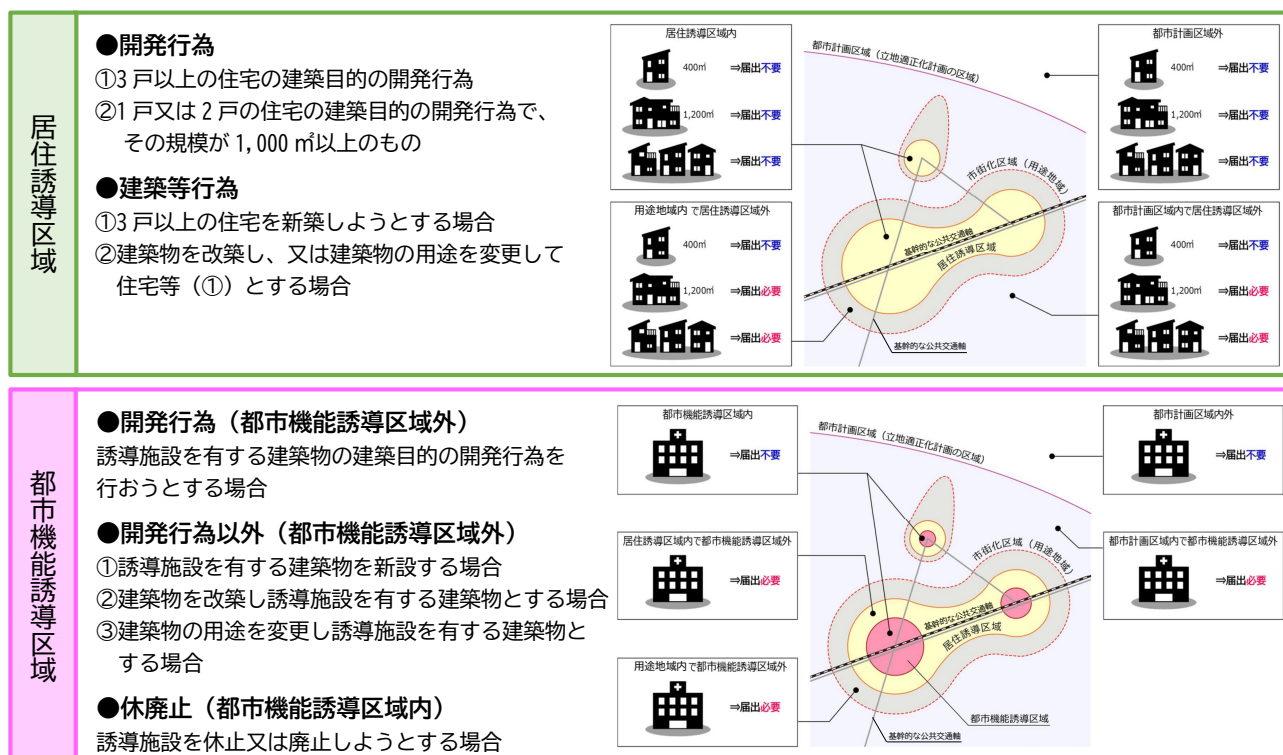 居住誘導区域
●開発行為
①3戸以上の住宅の建築目的の開発行為
②1戸又は2戸の住宅の建築目的の開発行為で、
その規模が1,000㎡以上のもの
●建築等行為
①3戸以上の住宅を新築しようとする場合
②建築物を改築し、又は建築物の用途を変更して
住宅等（①）とする場合
居住誘導区域内
400㎡ ⇒届出不要
1,200㎡ ⇒届出不要
⇒届出不要
用途地域内で居住誘導区域外
400㎡ ⇒届出不要
1,200㎡ ⇒届出必要
⇒届出必要
都市計画区域（立地適正化計画の区域）
市街化区域（用途地域）
基幹的な公共交通軸
居住誘導区域
基幹的な公共交通軸
都市計画区域外
400㎡ ⇒届出不要
1,200㎡ ⇒届出不要
⇒届出不要
都市計画区域内で居住誘導区域外
400㎡ ⇒届出不要
1,200㎡ ⇒届出必要
⇒届出必要
都市機能誘導区域
●開発行為（都市機能誘導区域外）
誘導施設を有する建築物の建築目的の開発行為を
行おうとする場合
●開発行為以外（都市機能誘導区域外）
①誘導施設を有する建築物を新設する場合
②建築物を改築し誘導施設を有する建築物とする場合
③建築物の用途を変更し誘導施設を有する建築物と
する場合
●休廃止（都市機能誘導区域内）
誘導施設を休止又は廃止しようとする場合
都市機能誘導区域内
⇒届出不要
居住誘導区域内で都市機能誘導区域外
⇒届出必要
用途地域内で都市機能誘導区域外
⇒届出必要
都市計画区域（立地適正化計画の区域）
市街化区域（用途地域）
基幹的な公共交通軸
居住誘導区域
都市機能誘導区域
基幹的な公共交通軸
都市計画区域内外
⇒届出不要
都市計画区域内で都市機能誘導区域外
⇒届出必要